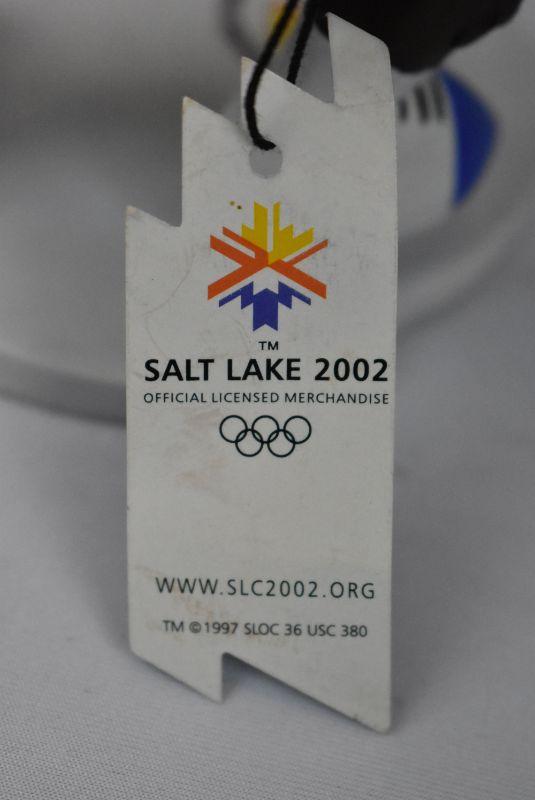 TM
SALT LAKE 2002
OFFICIAL LICENSED MERCHANDISE
WWW.SLC2002.ORG
TM © 1997 SLOC 36 USC 380